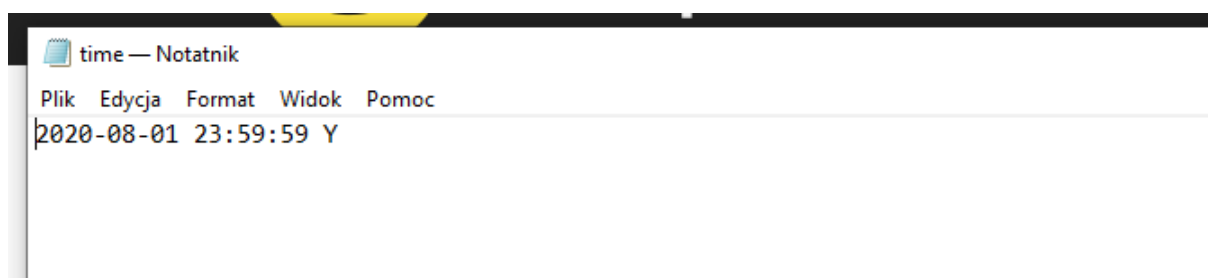 time — Notatnik
Plik Edycja Format Widok Pomoc
2020-08-01 23:59:59 Y